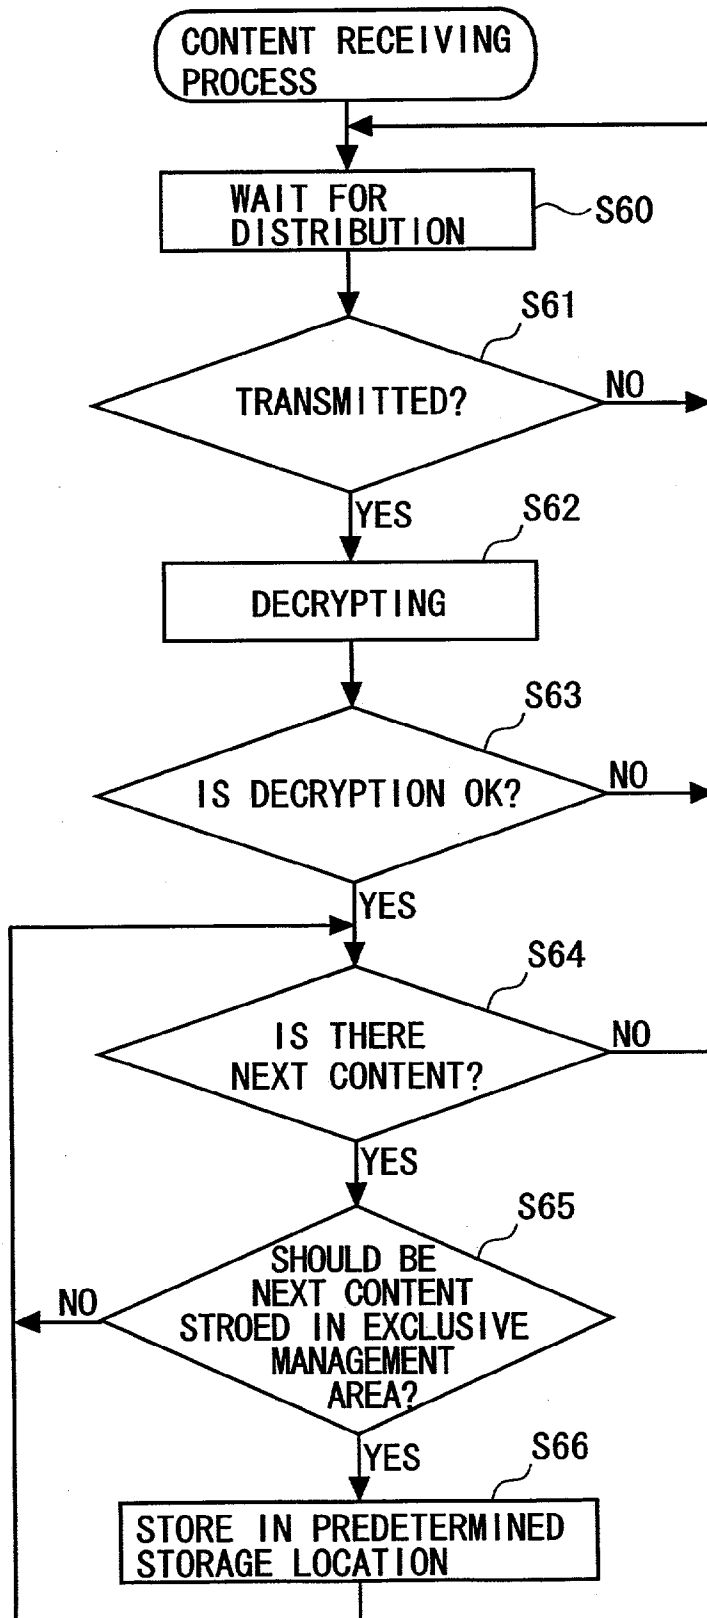 CONTENT RECEIVING
PROCESS
WAIT FOR
DISTRIBUTION
S60
S61
TRANSMITTED?
NO
YES
S62
DECRYPTING
S63
IS DECRYPTION OK?
NO
YES
S64
IS THERE
NEXT CONTENT?
NO
YES
S65
SHOULD BE
NEXT CONTENT
STROED IN EXCLUSIVE
MANAGEMENT
AREA?
NO
YES
S66
STORE IN PREDETERMINED
STORAGE LOCATION